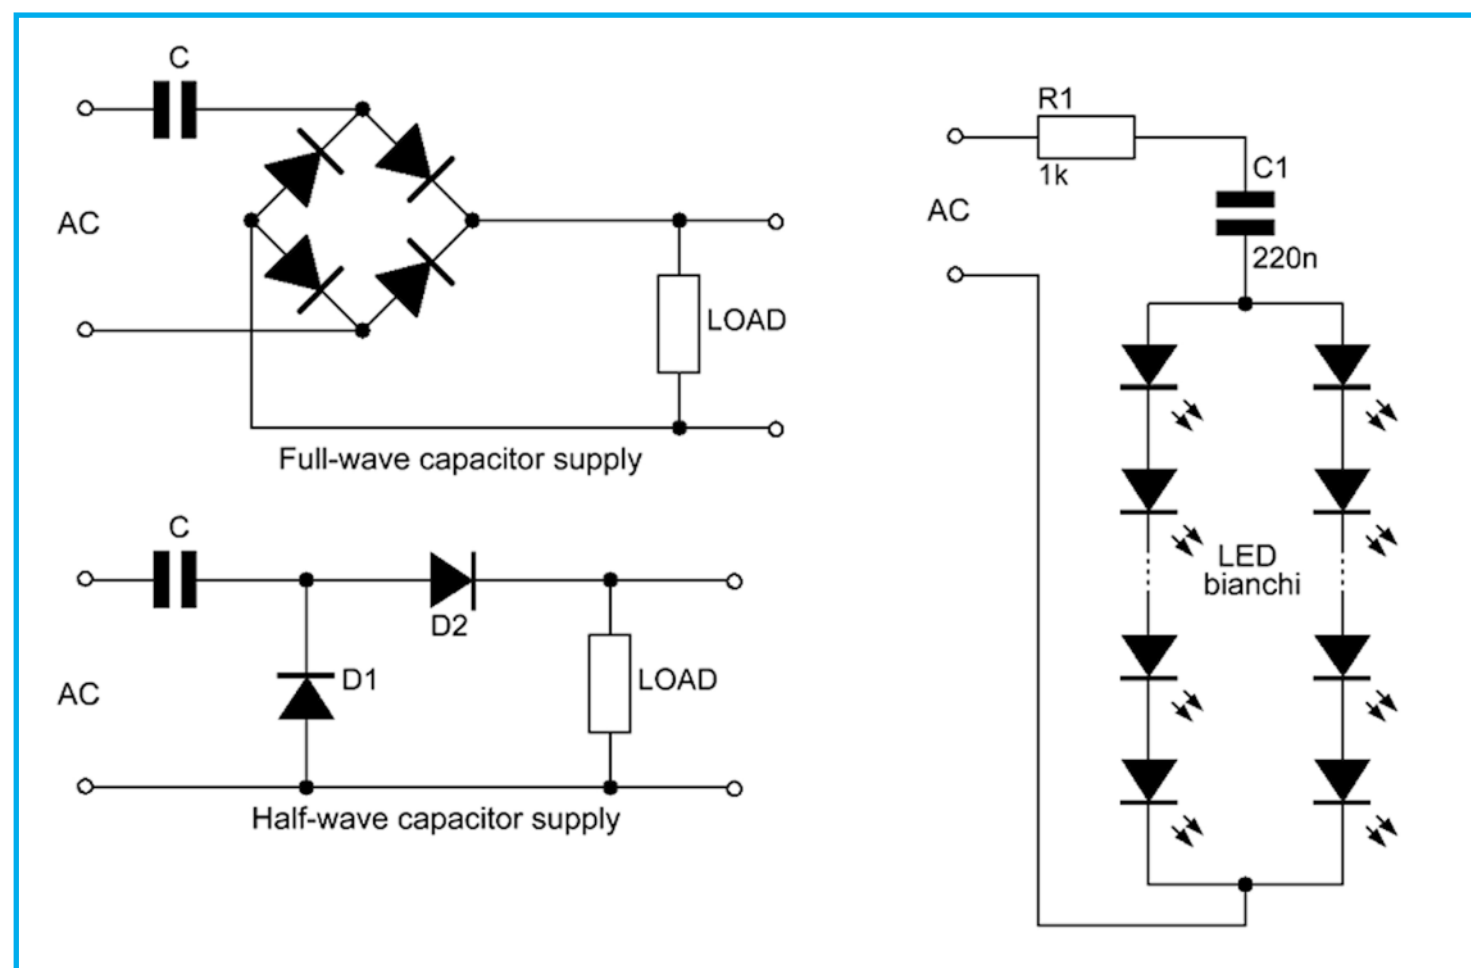 C
AC
LOAD
Full-wave capacitor supply
C
D2
D1
AC
LOAD
Half-wave capacitor supply
R1
1k
C1
AC
220n
LED
bianchi